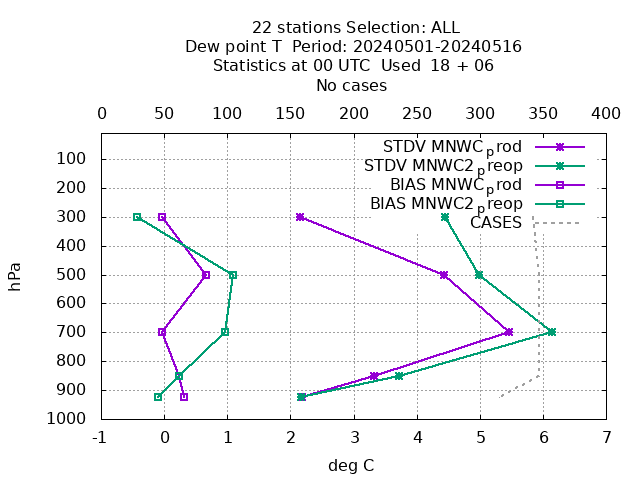 22 stations Selection: ALL
Dew point T  Period: 20240501-20240516
Statistics at 00 UTC  Used  18 + 06
No cases
0 50 100 150 200 250 300 350 400
STDV MNWC_prod
STDV MNWC2_preop
BIAS MNWC_prod
BIAS MNWC2_preop
CASES
hPa
100
200
300
400
500
600
700
800
900
1000
-1 0 1 2 3 4 5 6 7
deg C